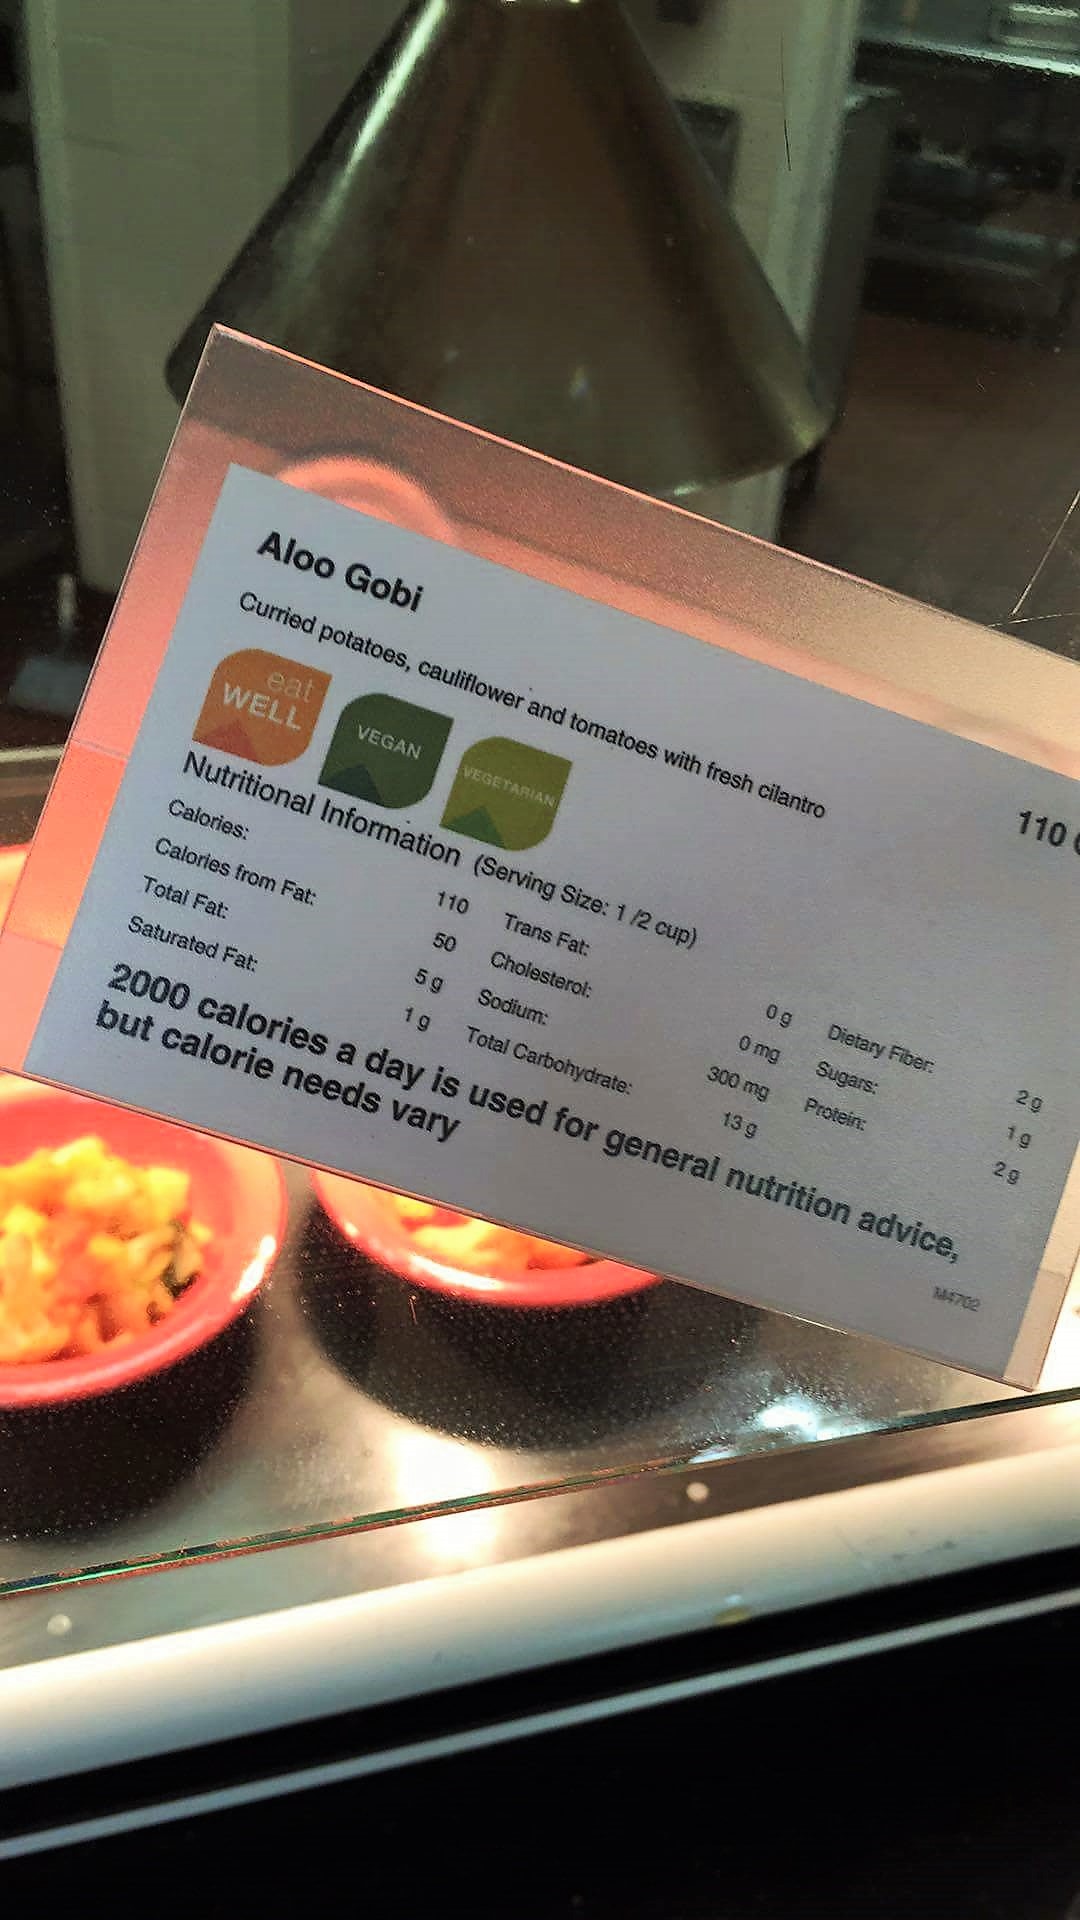 Aloo Gobi
Curried potatoes, cauliflower and tomatoes with fresh cilantro
110
eat
WELL
VEGAN
VEGETARIAN
Nutritional Information (Serving Size: 1 /2 cup)
Calories: 110 Trans Fat: 0 g Dietary Fiber: 2 g
Calories from Fat: 50 Cholesterol: 0 mg Sugars: 1 g
Total Fat: 5 g Sodium: 300 mg Protein: 2 g
Saturated Fat: 1 g Total Carbohydrate: 13 g
2000 calories a day is used for general nutrition advice,
but calorie needs vary
M4702